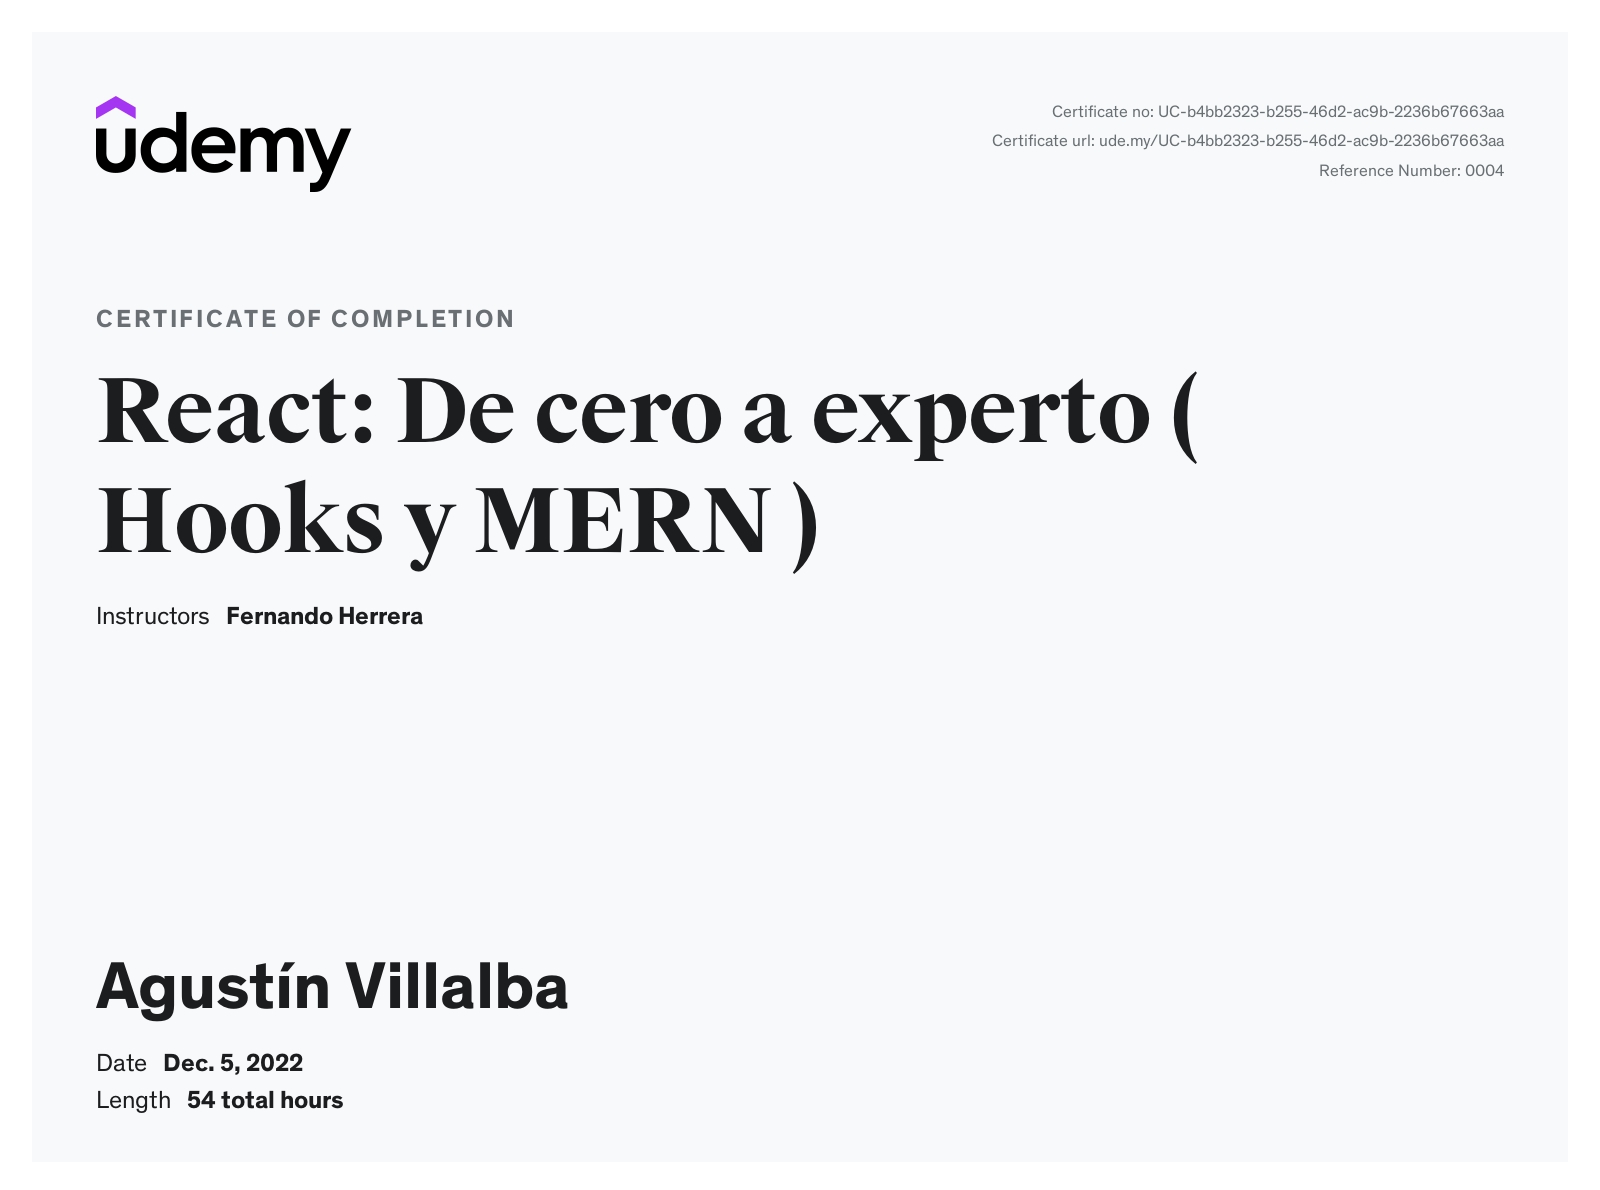 udemy
Certificate no: UC-b4bb2323-b255-46d2-ac9b-2236b67663aa
Certificate url: ude.my/UC-b4bb2323-b255-46d2-ac9b-2236b67663aa
Reference Number: 0004
CERTIFICATE OF COMPLETION
React: De cero a experto (
Hooks y MERN )
Instructors Fernando Herrera
Agustín Villalba
Date Dec. 5, 2022
Length 54 total hours